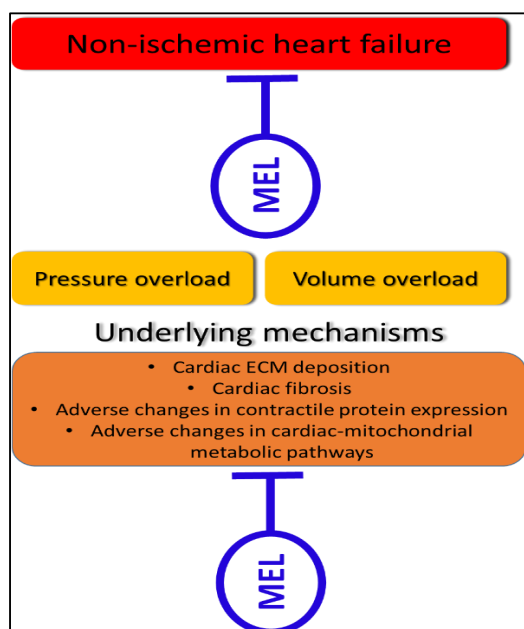 Non-ischemic heart failure
MEL
Pressure overload
Volume overload
Underlying mechanisms
• Cardiac ECM deposition
• Cardiac fibrosis
• Adverse changes in contractile protein expression
• Adverse changes in cardiac-mitochondrial
metabolic pathways
MEL